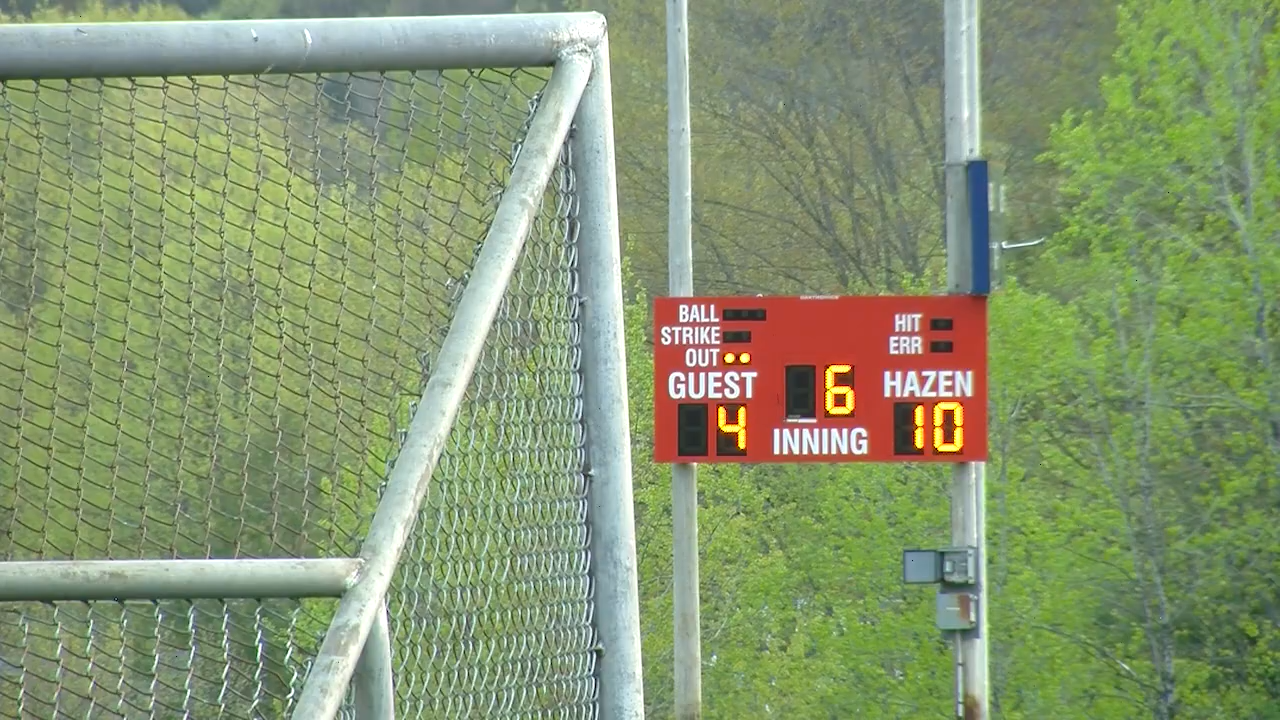 BALL
STRIKE
OUT
HIT
ERR
GUEST
6
HAZEN
4
INNING
10